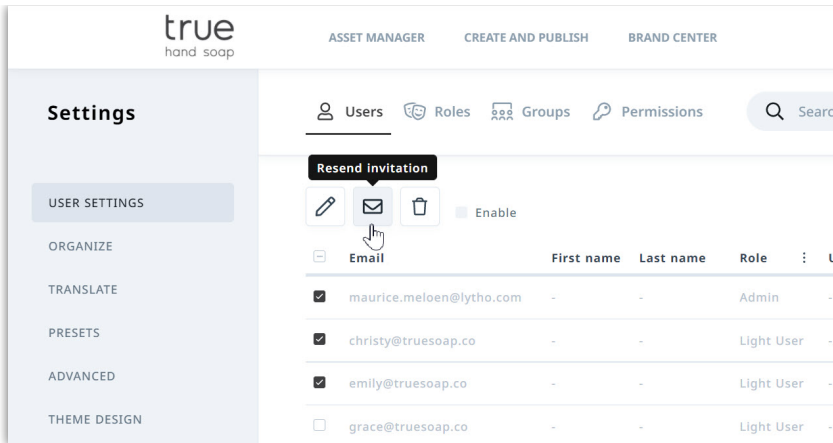 true
hand soap
ASSET MANAGER CREATE AND PUBLISH BRAND CENTER
Settings
Users Roles Groups Permissions
Resend invitation
Enable
USER SETTINGS
ORGANIZE
TRANSLATE
PRESETS
ADVANCED
THEME DESIGN
Email First name Last name Role
maurice.meloen@lytho.com - - Admin -
christy@truesoap.co - - Light User -
emily@truesoap.co - - Light User -
grace@truesoap.co - - Light User -